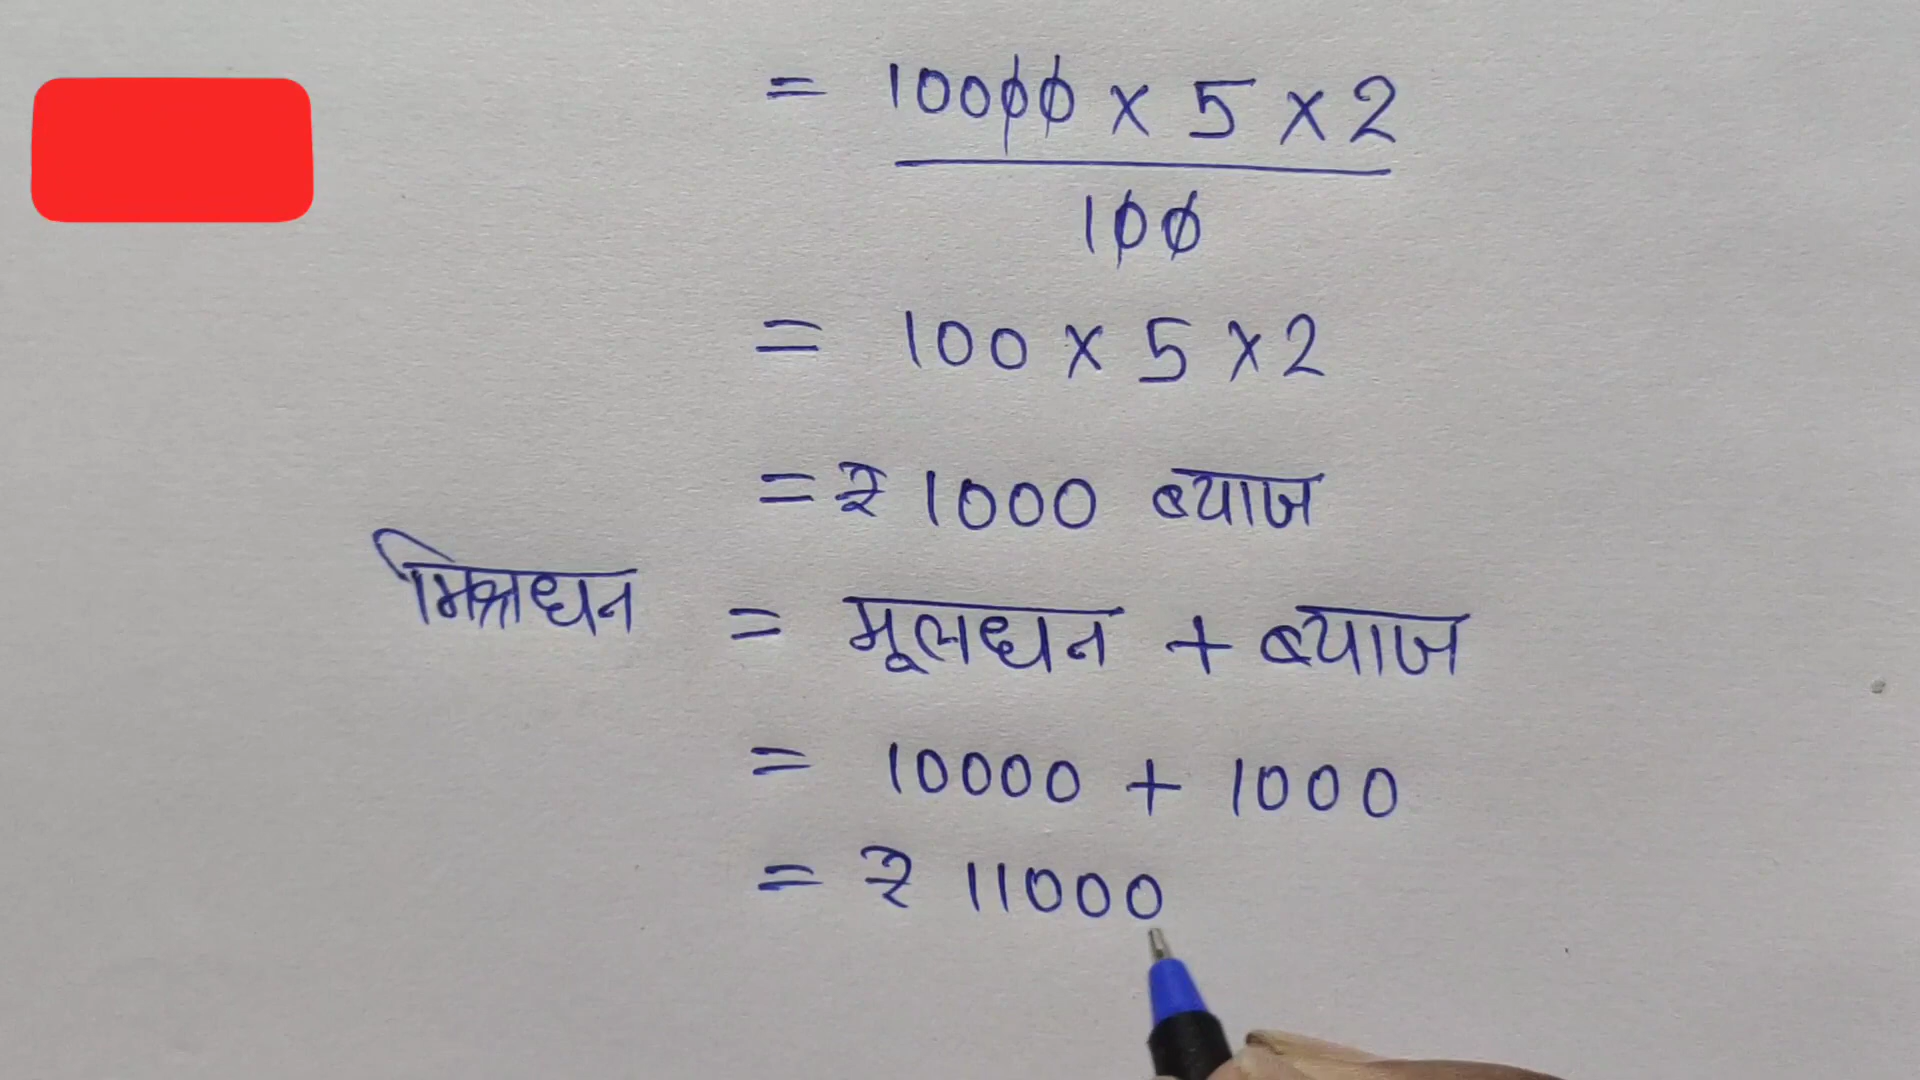 = 10000 × 5 × 2
100
= 100 × 5 × 2
= ₹ 1000 ब्याज
मिश्रधन = मूलधन + ब्याज
= 10000 + 1000
= ₹ 11000